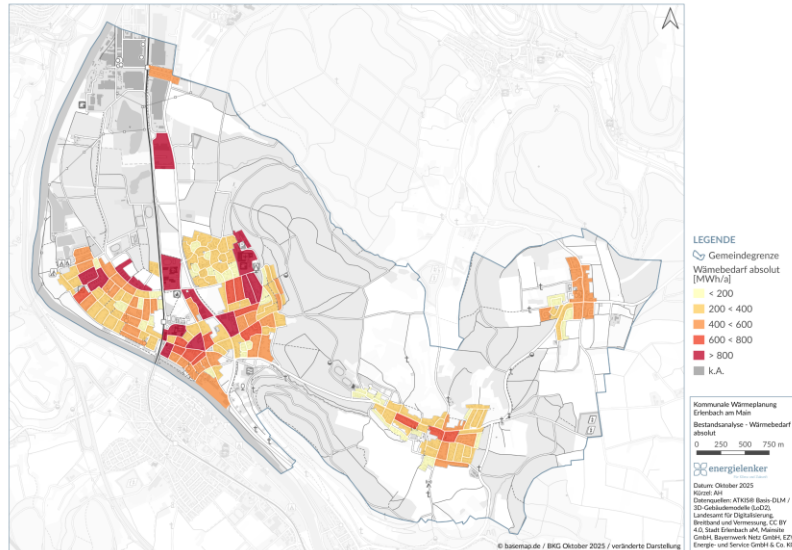 LEGENDE
Gemeindegrenze
Wämebedarf absolut
[MWh/a]
< 200
200 < 400
400 < 600
600 < 800
> 800
k.A.
Kommunale Wärmeplanung
Erlenbach am Main
Bestandsanalyse - Wärmebedarf
absolut
0 250 500 750 m
energielenker
Datum: Oktober 2025
Kürzel: AH
Datenquellen: ATKIS® Basis-DLM /
3D-Gebäudemodelle (LoD2),
Landesamt für Digitalisierung,
Breitband und Vermessung, CC BY
4.0, Stadt Erlenbach aM, Mainsite
GmbH, Bayernwerk Netz GmbH, EZV
Energie- und Service GmbH & Co. KG
© basemap.de / BKG Oktober 2025 / veränderte Darstellung